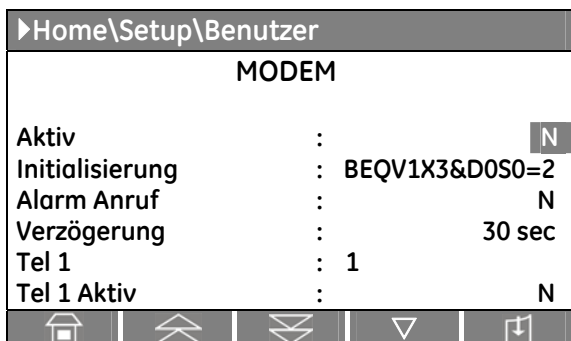 Home\Setup\Benutzer
MODEM
Aktiv : N
Initialisierung : BEQV1X3&D0S0=2
Alarm Anruf : N
Verzögerung : 30 sec
Tel 1 : 1
Tel 1 Aktiv : N